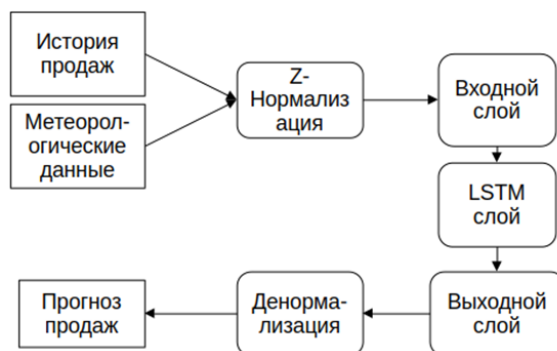 История
продаж
Метеорол-
огические
данные
Z-
Нормализ
ация
Входной
слой
LSTM
слой
Выходной
слой
Денорма-
лизация
Прогноз
продаж